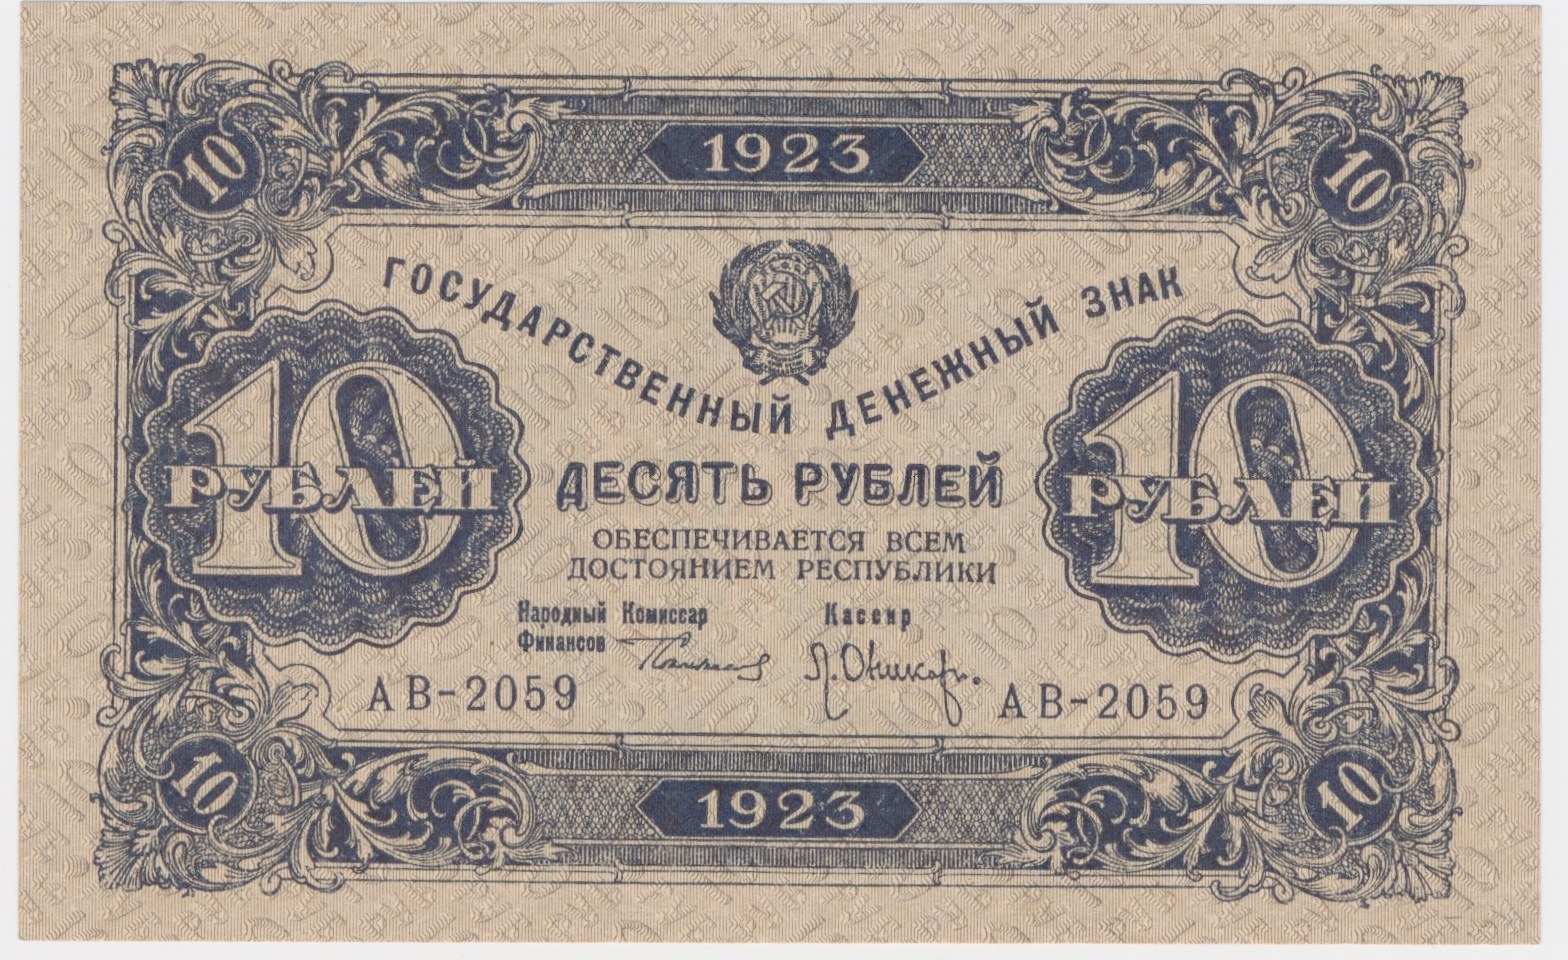 1923
10 10
ГОСУДАРСТВЕННЫЙ ДЕНЕЖНЫЙ ЗНАК
10 РУБЛЕЙ
ДЕСЯТЬ РУБЛЕЙ
10 РУБЛЕЙ
ОБЕСПЕЧИВАЕТСЯ ВСЕМ
ДОСТОЯНИЕМ РЕСПУБЛИКИ
Народный Комиссар
Финансов
Кассир
АВ-2059 АВ-2059
10 10
1923